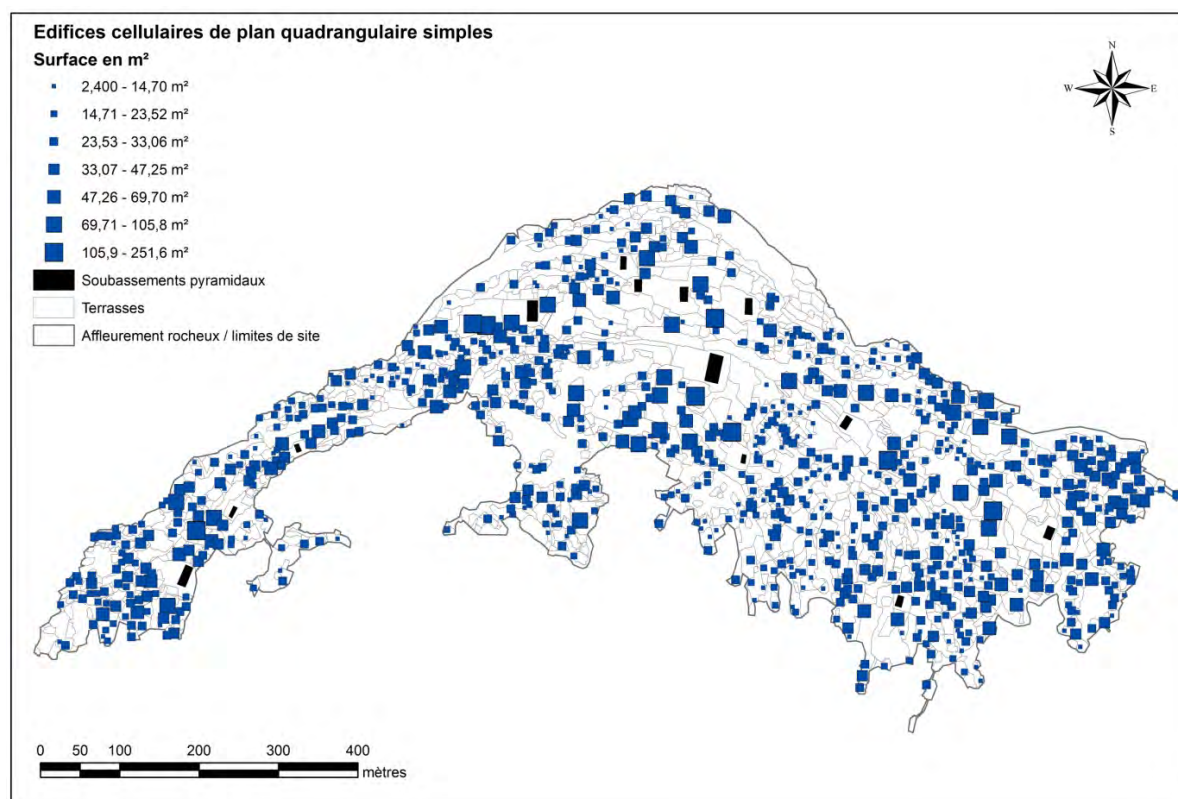 Edifices cellulaires de plan quadrangulaire simples
Surface en m²
2,400 - 14,70 m²
14,71 - 23,52 m²
23,53 - 33,06 m²
33,07 - 47,25 m²
47,26 - 69,70 m²
69,71 - 105,8 m²
105,9 - 251,6 m²
Soubassements pyramidaux
Terrasses
Affleurement rocheux / limites de site
N
W E
S
0 50 100 200 300 400
mètres